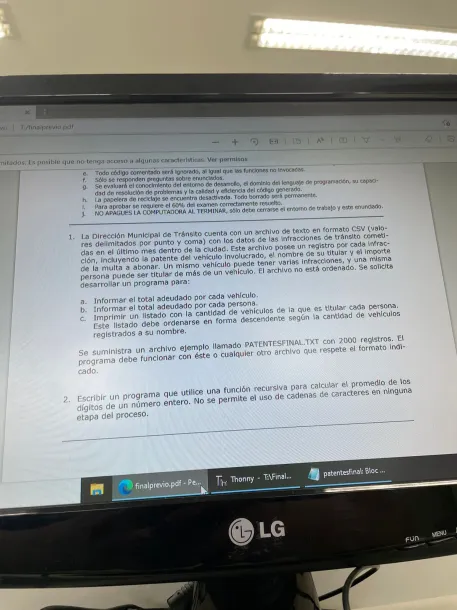 T:/finalprevio.pdf
mitados. Es posible que no tenga acceso a algunas características. Ver permisos
e. Todo código comentado será ignorado, al igual que las funciones no invocadas.
f. Sólo se responden preguntas sobre enunciados.
g. Se evaluará el conocimiento del entorno de desarrollo, el dominio del lenguaje de programación, su capaci-
dad de resolución de problemas y la calidad y eficiencia del código generado.
h. La papelera de reciclaje se encuentra desactivada. Todo borrado será permanente.
i. Para aprobar se requiere el 60% del examen correctamente resuelto.
j. NO APAGUES LA COMPUTADORA AL TERMINAR, sólo debe cerrarse el entorno de trabajo y este enunciado.
1. La Dirección Municipal de Tránsito cuenta con un archivo de texto en formato CSV (valo-
res delimitados por punto y coma) con los datos de las infracciones de tránsito cometi-
das en el último mes dentro de la ciudad. Este archivo posee un registro por cada infrac-
ción, incluyendo la patente del vehículo involucrado, el nombre de su titular y el importe
de la multa a abonar. Un mismo vehículo puede tener varias infracciones, y una misma
persona puede ser titular de más de un vehículo. El archivo no está ordenado. Se solicita
desarrollar un programa para:
a. Informar el total adeudado por cada vehículo.
b. Informar el total adeudado por cada persona.
c. Imprimir un listado con la cantidad de vehículos de la que es titular cada persona.
Este listado debe ordenarse en forma descendente según la cantidad de vehículos
registrados a su nombre.
Se suministra un archivo ejemplo llamado PATENTESFINAL.TXT con 2000 registros. El
programa debe funcionar con éste o cualquier otro archivo que respete el formato indi-
cado.
2. Escribir un programa que utilice una función recursiva para calcular el promedio de los
dígitos de un número entero. No se permite el uso de cadenas de caracteres en ninguna
etapa del proceso.
finalprevio.pdf - Pe...
Thonny - T:\Final...
patentesfinal: Bloc ...
LG
FUN
MENU